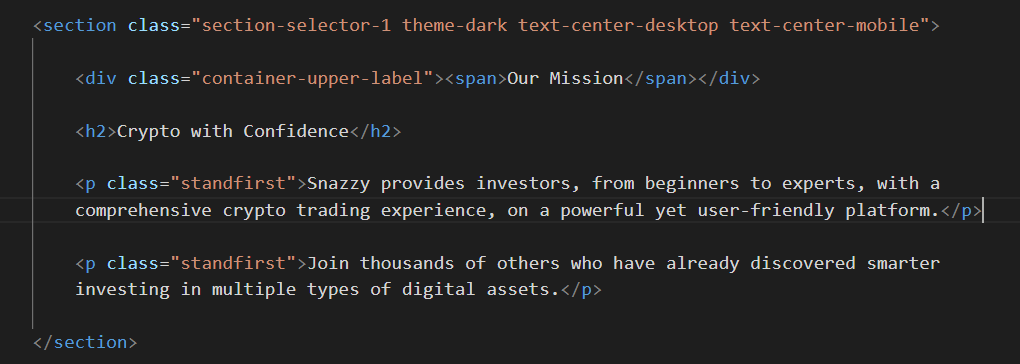 <section class="section-selector-1 theme-dark text-center-desktop text-center-mobile">
<div class="container-upper-label"><span>Our Mission</span></div>
<h2>Crypto with Confidence</h2>
<p class="standfirst">Snazzy provides investors, from beginners to experts, with a
comprehensive crypto trading experience, on a powerful yet user-friendly platform.</p>
<p class="standfirst">Join thousands of others who have already discovered smarter
investing in multiple types of digital assets.</p>
</section>